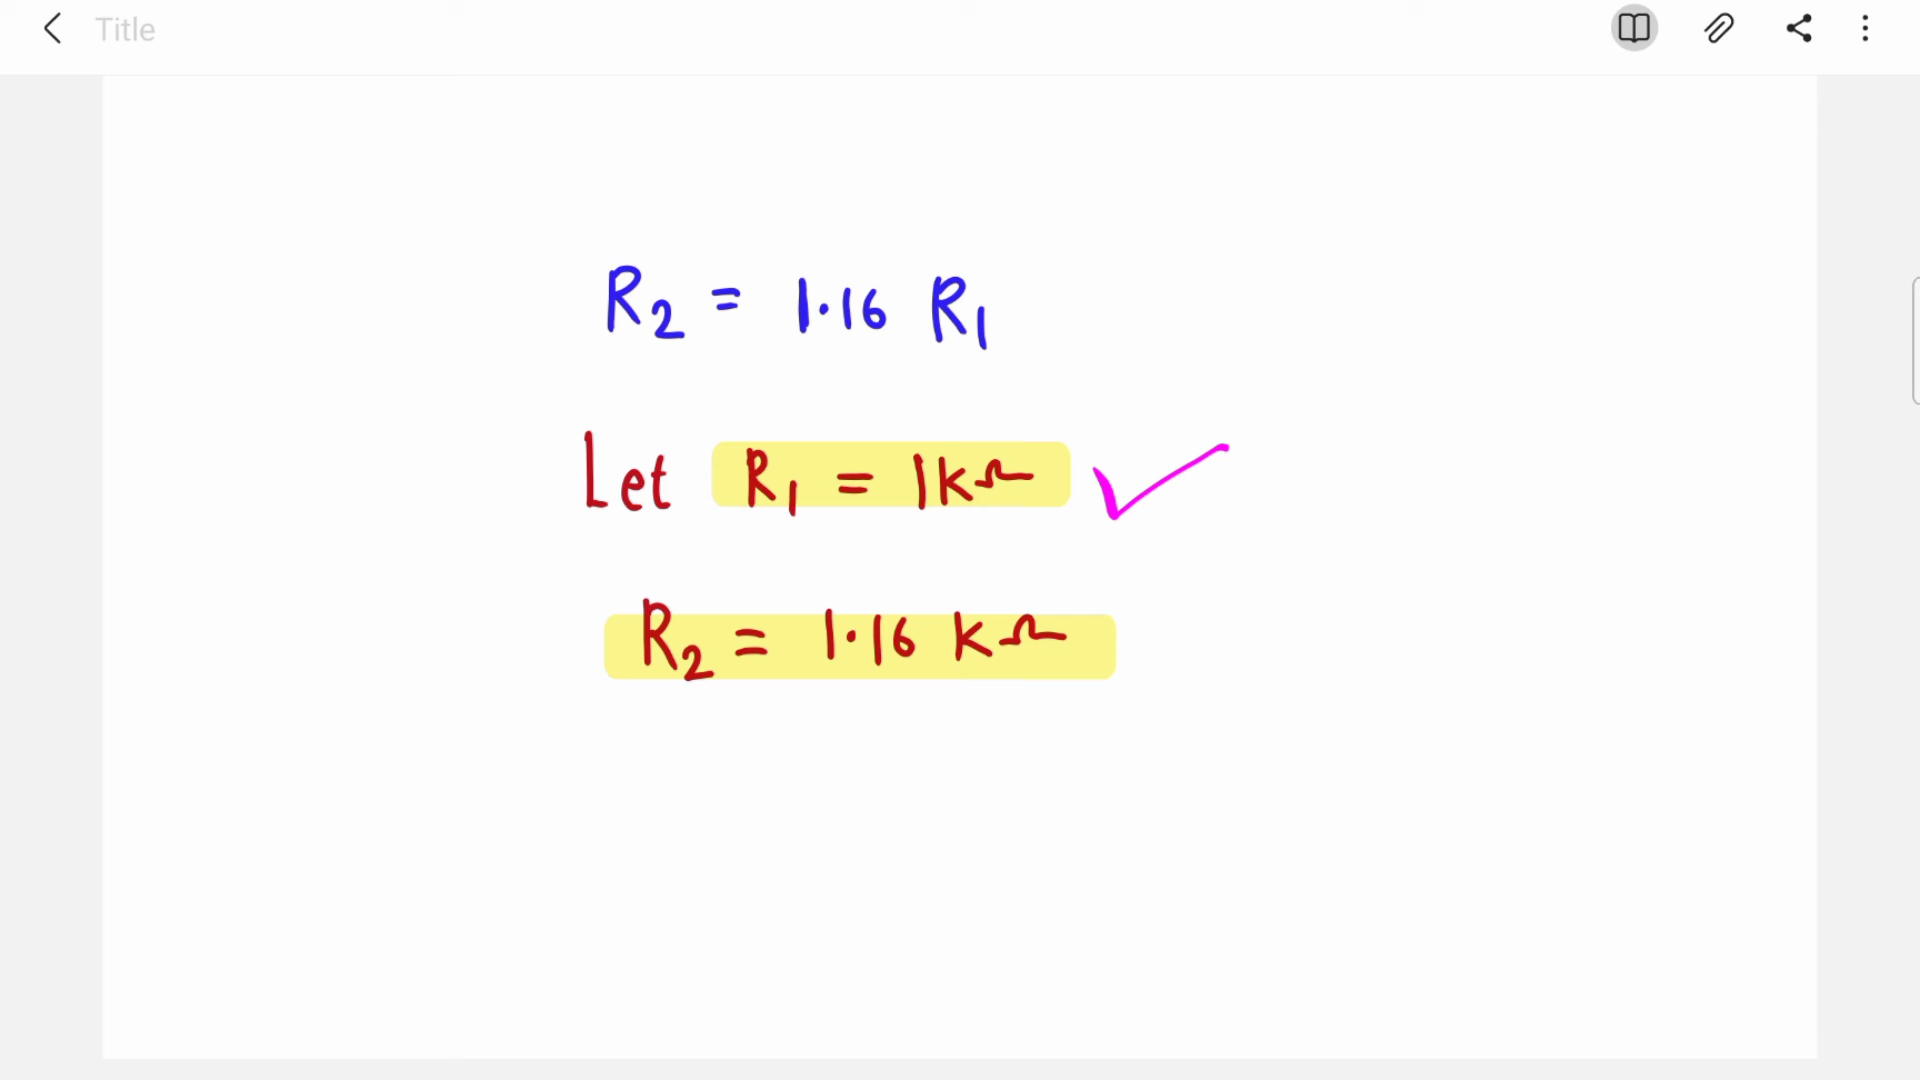 Title
R₂ = 1.16 R₁
Let R₁ = 1kΩ
R₂ = 1.16 kΩ